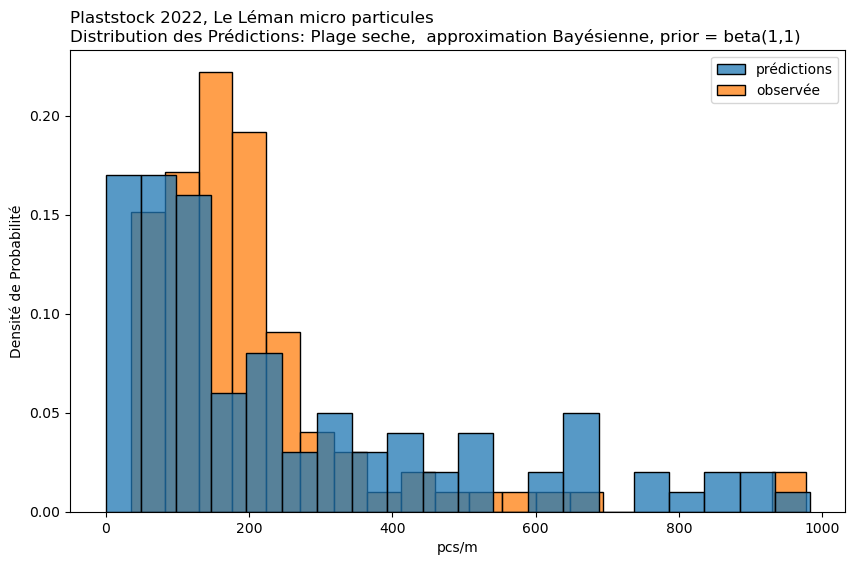 Plaststock 2022, Le Léman micro particules
Distribution des Prédictions: Plage seche,  approximation Bayésienne, prior = beta(1,1)
prédictions
observée
0.20
0.15
0.10
0.05
0.00
Densité de Probabilité
0 200 400 600 800 1000
pcs/m